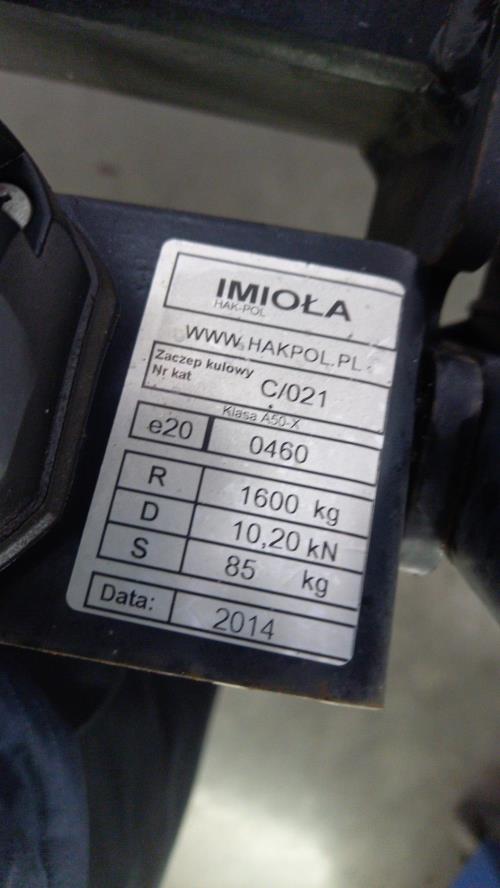 IMIOŁA
HAK-POL
WWW.HAKPOL.PL
Zaczep kulowy
Nr kat C/021
Klasa A50-X
e20 0460
R 1600 kg
D 10,20 kN
S 85 kg
Data: 2014